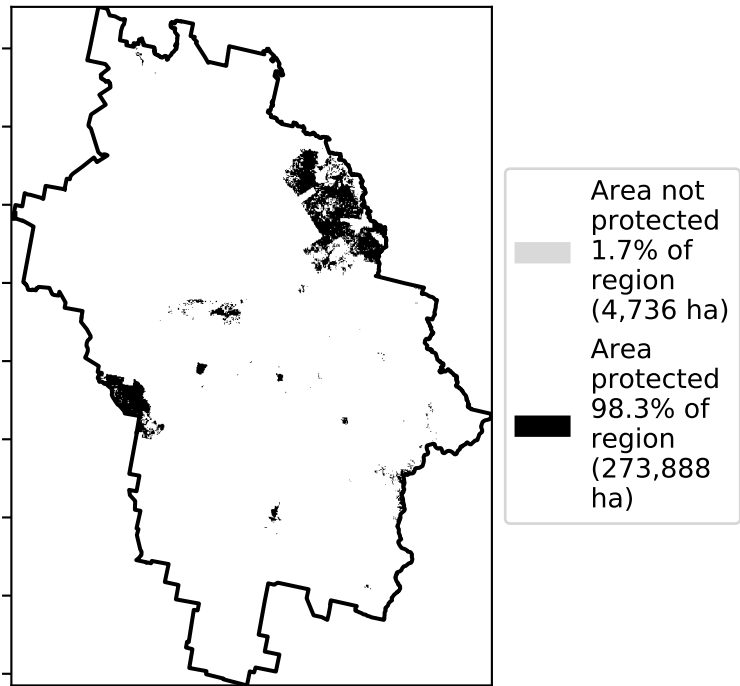 Area not
protected
1.7% of
region
(4,736 ha)
Area
protected
98.3% of
region
(273,888
ha)